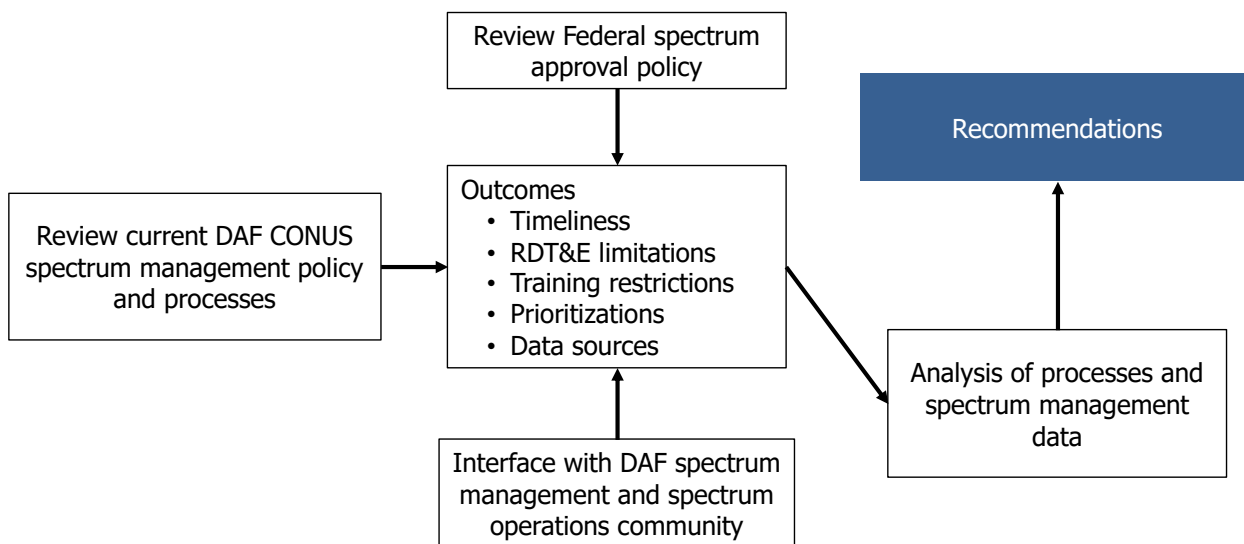 Review Federal spectrum
approval policy
Recommendations
Review current DAF CONUS
spectrum management policy
and processes
Outcomes
• Timeliness
• RDT&E limitations
• Training restrictions
• Prioritizations
• Data sources
Analysis of processes and
spectrum management
data
Interface with DAF spectrum
management and spectrum
operations community